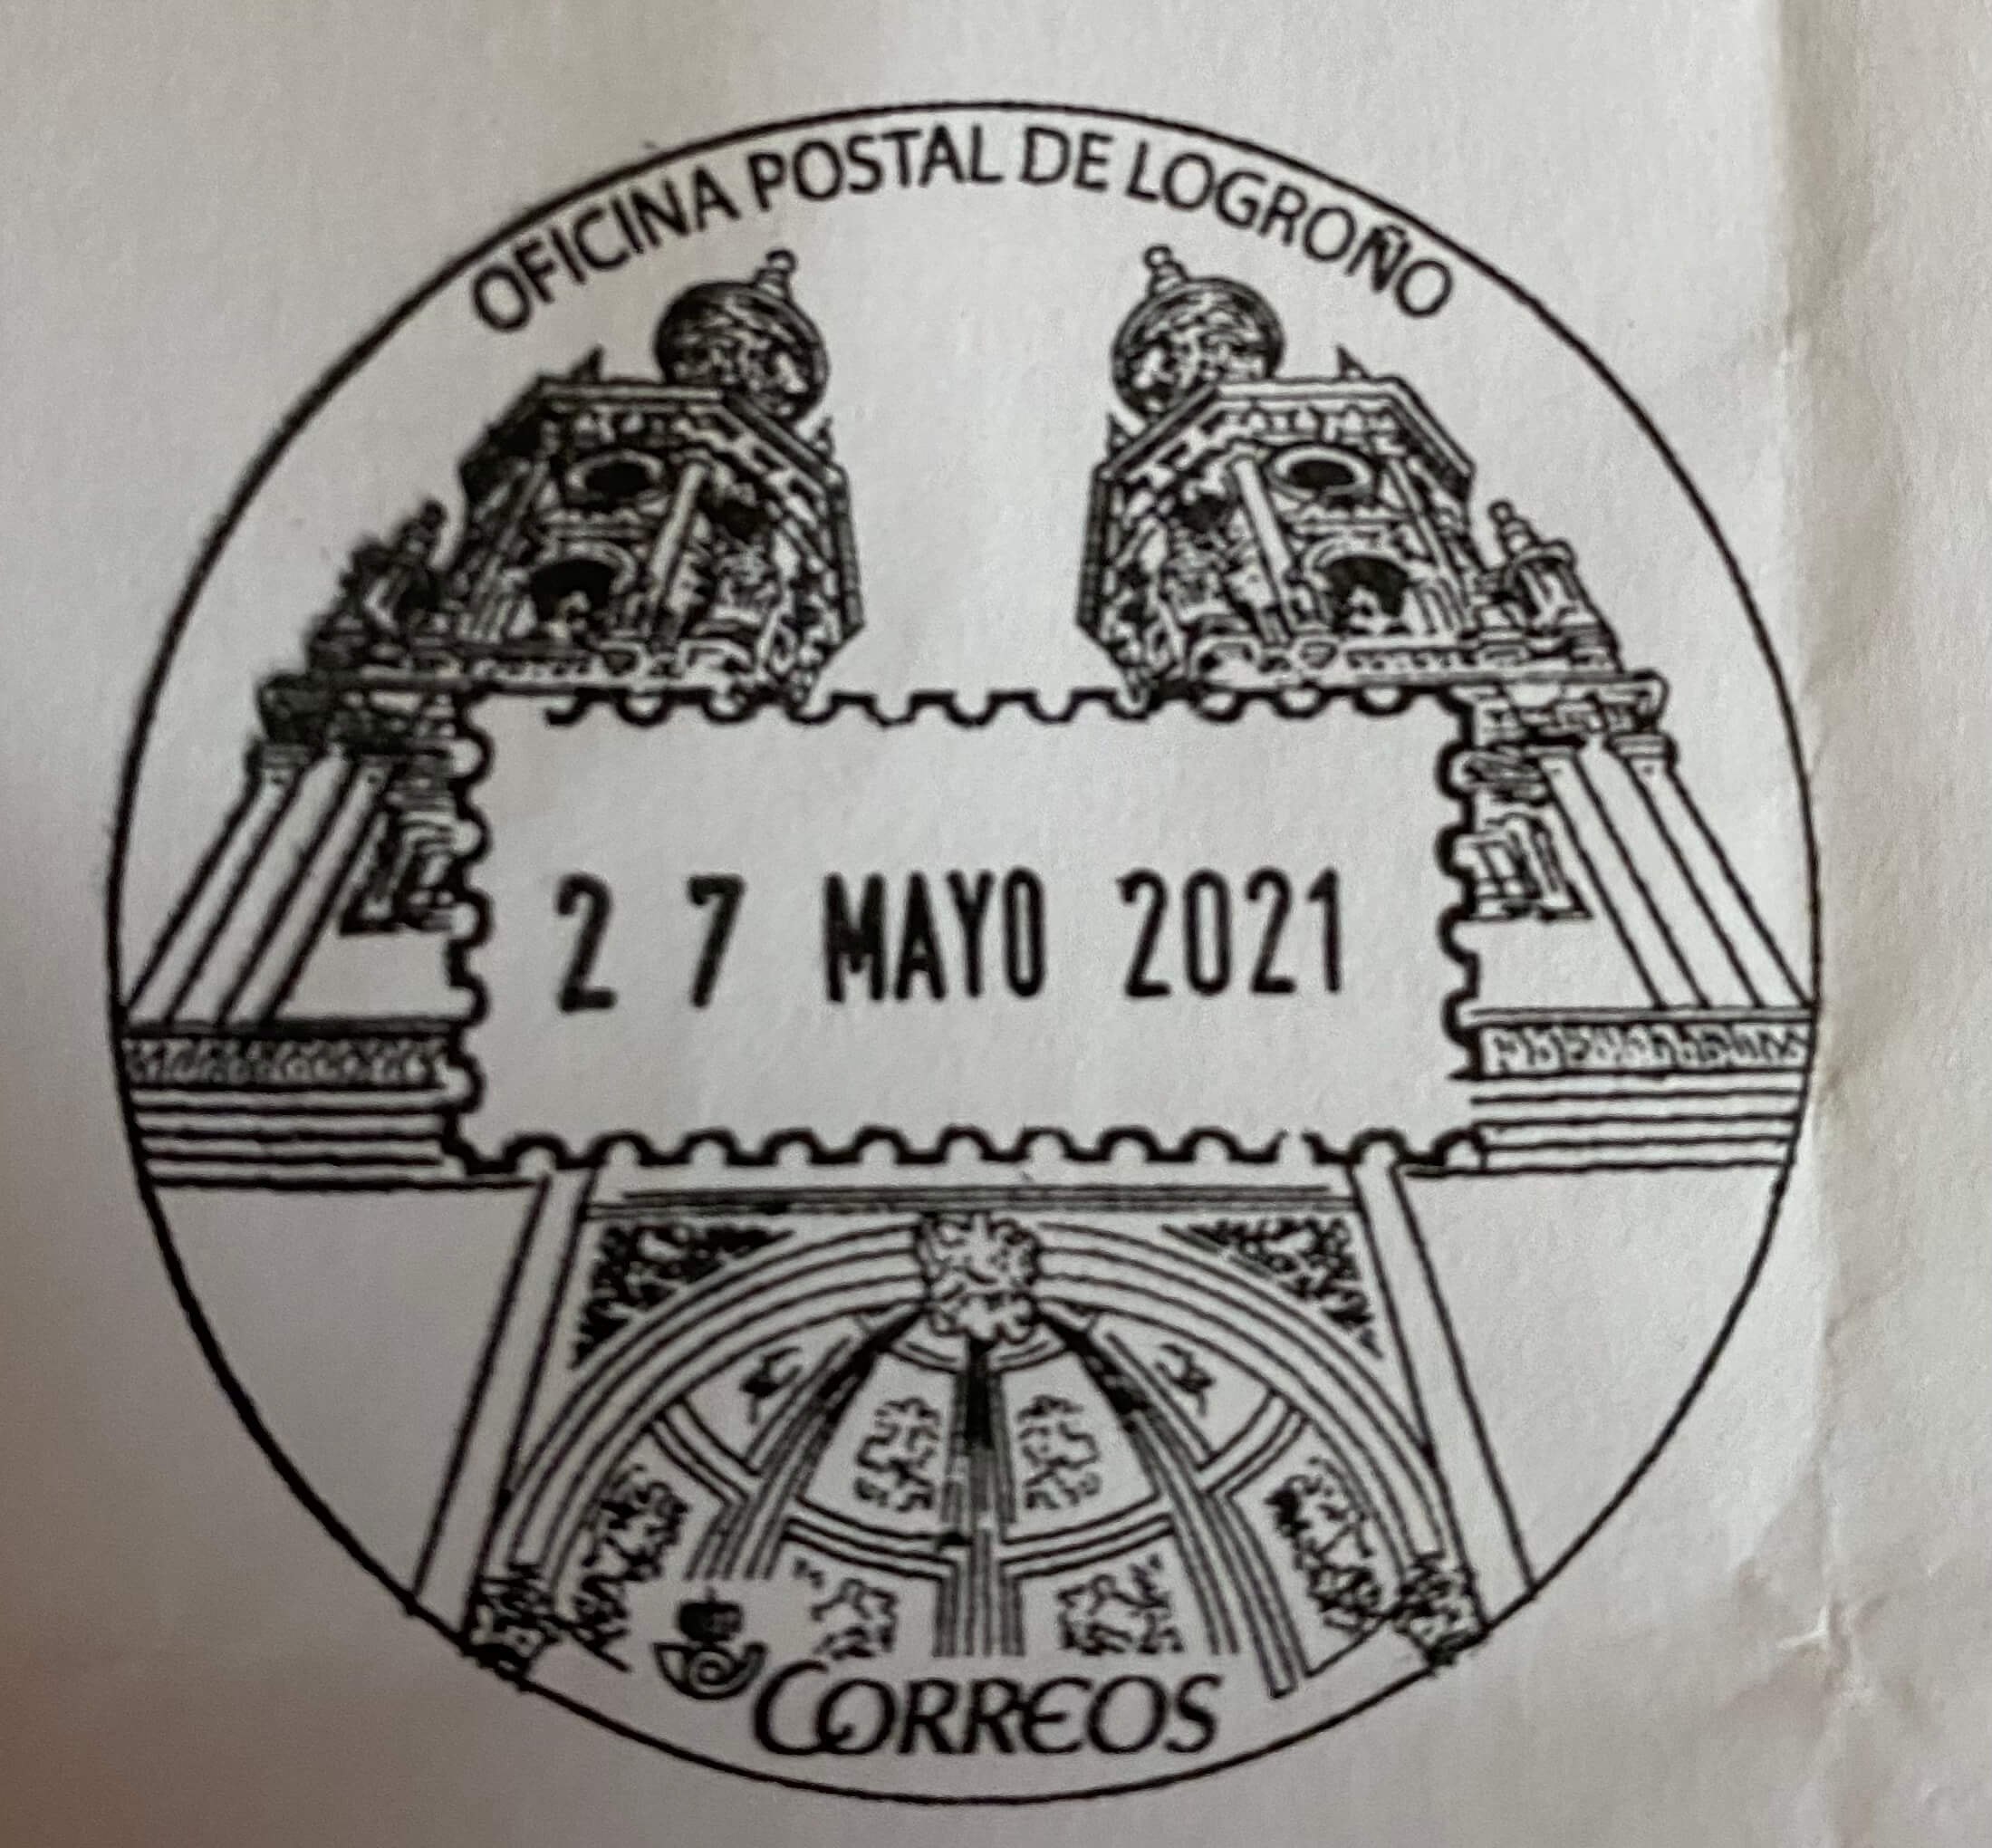 OFICINA POSTAL DE LOGROÑO
2 7 MAYO 2021
CORREOS